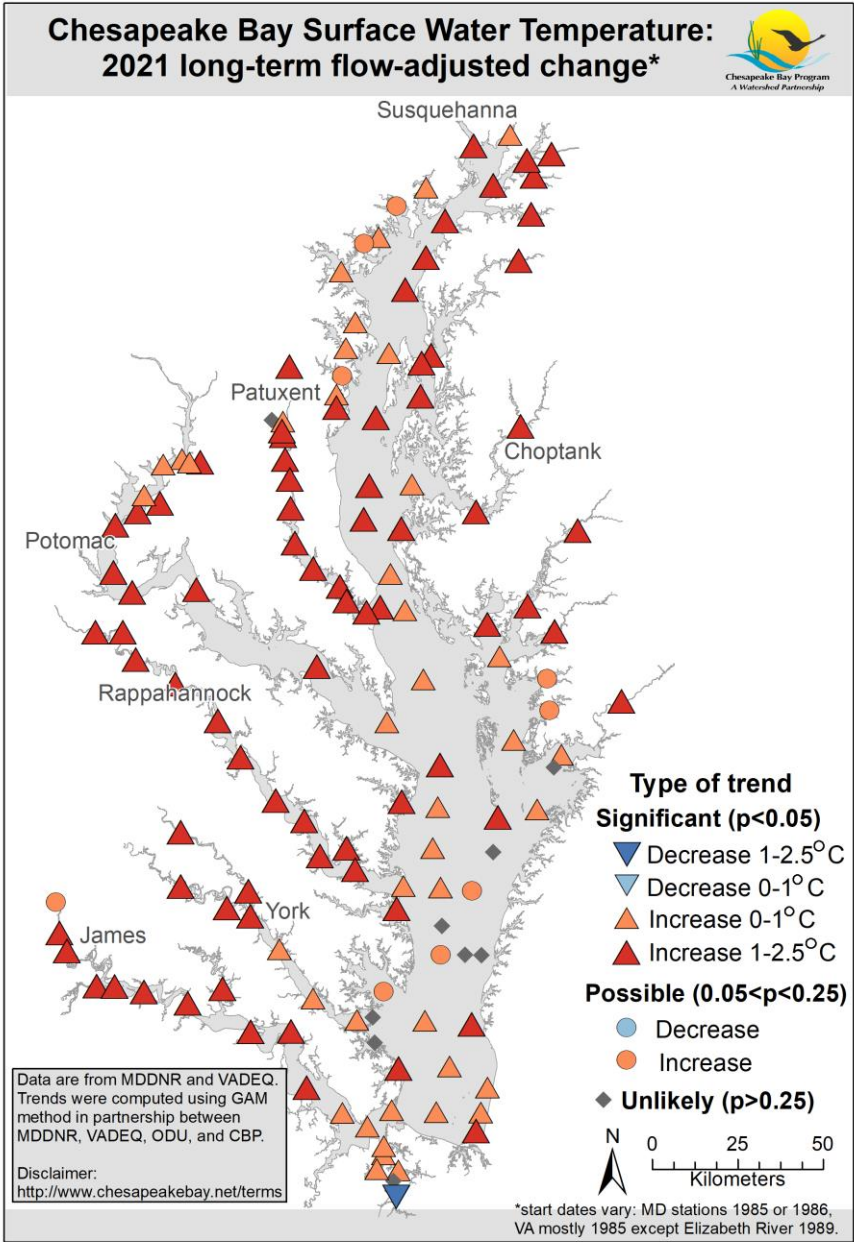 Chesapeake Bay Surface Water Temperature:
2021 long-term flow-adjusted change*
Chesapeake Bay Program
A Watershed Partnership
Susquehanna
Patuxent
Choptank
Potomac
Rappahannock
York
James
Type of trend
Significant (p<0.05)
Decrease 1-2.5°C
Decrease 0-1°C
Increase 0-1°C
Increase 1-2.5°C
Possible (0.05<p<0.25)
Decrease
Increase
Unlikely (p>0.25)
Data are from MDDNR and VADEQ.
Trends were computed using GAM
method in partnership between
MDDNR, VADEQ, ODU, and CBP.
Disclaimer:
http://www.chesapeakebay.net/terms
N
0 25 50
Kilometers
*start dates vary: MD stations 1985 or 1986,
VA mostly 1985 except Elizabeth River 1989.